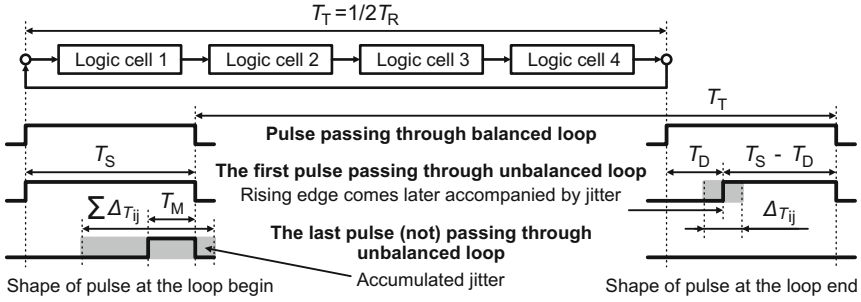 T_T = 1/2T_R
Logic cell 1 Logic cell 2 Logic cell 3 Logic cell 4
T_T
Pulse passing through balanced loop
T_S
The first pulse passing through unbalanced loop
T_D T_S - T_D
Rising edge comes later accompanied by jitter
∑ Δ_Tij T_M
Δ_Tij
The last pulse (not) passing through
unbalanced loop
Accumulated jitter
Shape of pulse at the loop begin
Shape of pulse at the loop end